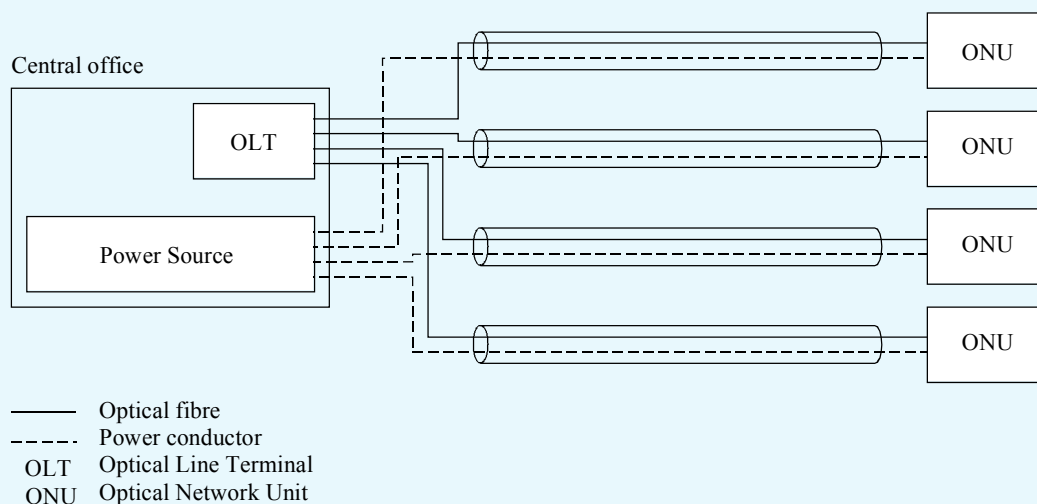 ONU
Central office
OLT
ONU
Power Source
ONU
ONU
Optical fibre
Power conductor
OLT Optical Line Terminal
ONU Optical Network Unit